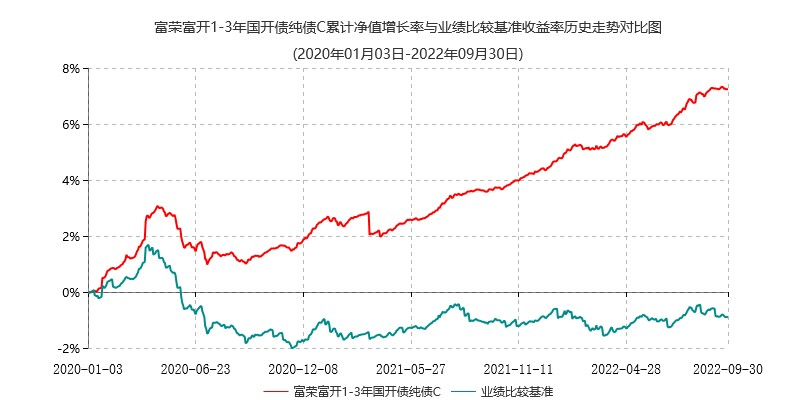 富荣富开1-3年国开债纯债C累计净值增长率与业绩比较基准收益率历史走势对比图
(2020年01月03日-2022年09月30日)
8%
6%
4%
2%
0%
-2%
2020-01-03 2020-06-23 2020-12-08 2021-05-27 2021-11-11 2022-04-28 2022-09-30
富荣富开1-3年国开债纯债C 业绩比较基准